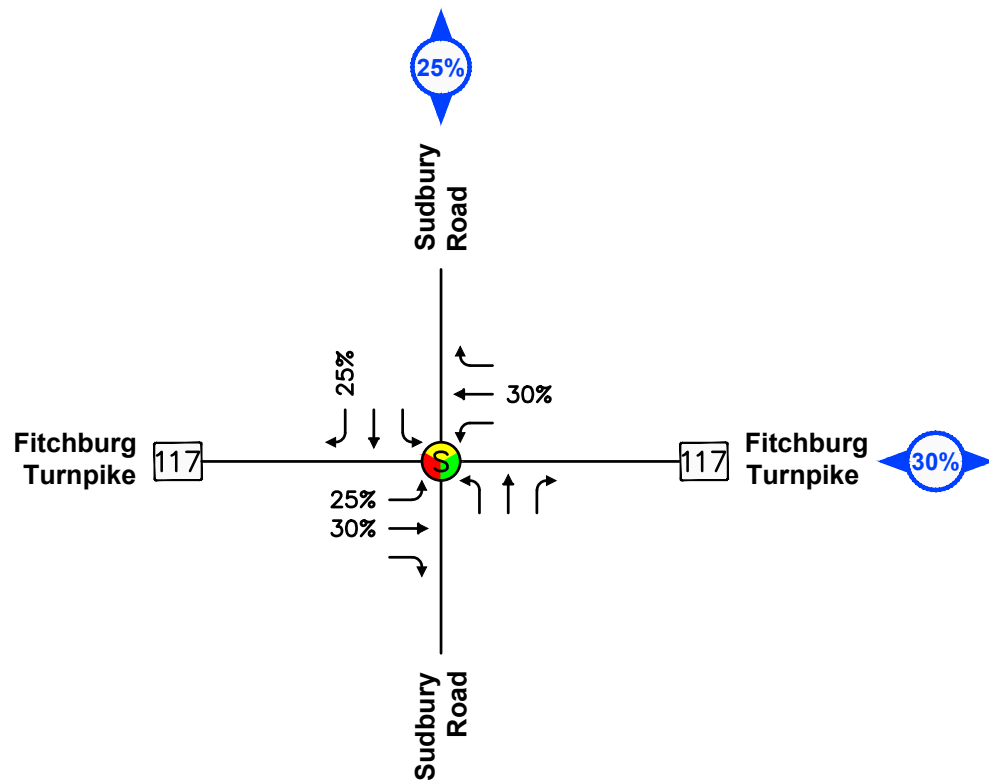 25%
Sudbury
Road
25%
30%
Fitchburg
Turnpike
117
S
117
Fitchburg
Turnpike
30%
25%
30%
Sudbury
Road